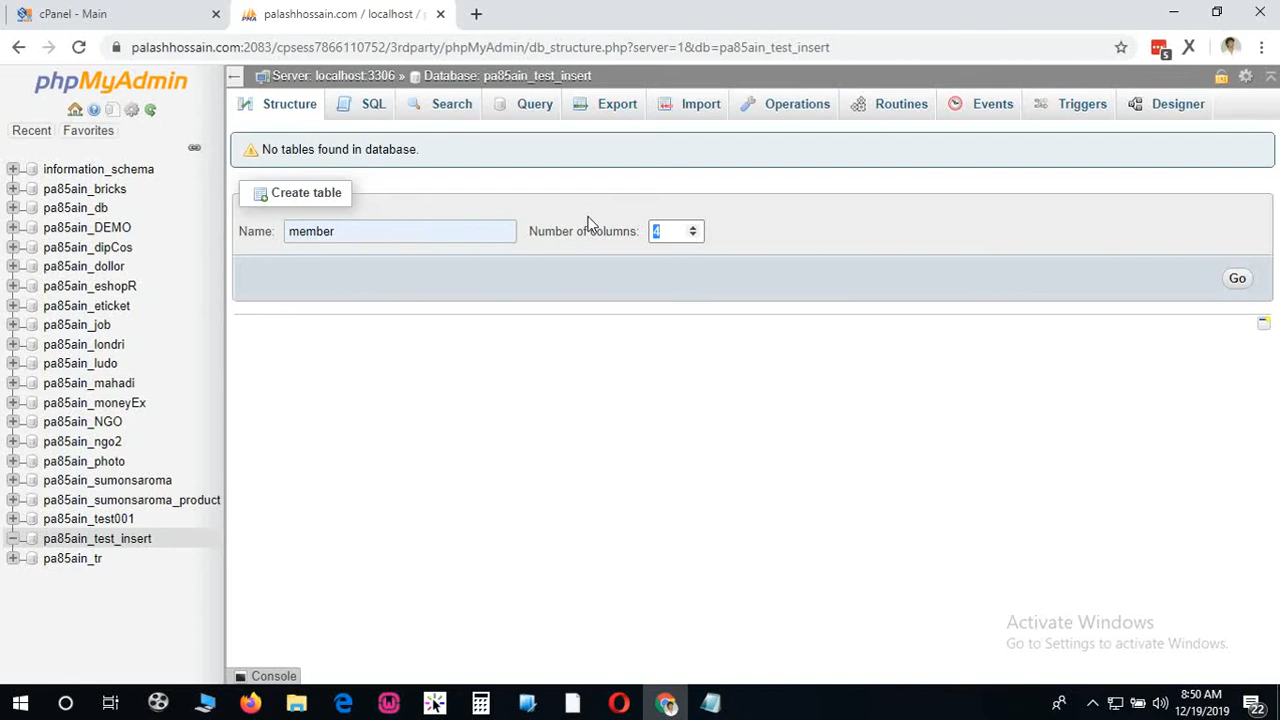 cPanel - Main
palashhossain.com / localhost /
palashhossain.com:2083/cpsess7866110752/3rdparty/phpMyAdmin/db_structure.php?server=1&db=pa85ain_test_insert
5
phpMyAdmin
Recent Favorites
information_schema
pa85ain_bricks
pa85ain_db
pa85ain_DEMO
pa85ain_dipCos
pa85ain_dollor
pa85ain_eshopR
pa85ain_eticket
pa85ain_job
pa85ain_londri
pa85ain_ludo
pa85ain_mahadi
pa85ain_moneyEx
pa85ain_NGO
pa85ain_ngo2
pa85ain_photo
pa85ain_sumonsaroma
pa85ain_sumonsaroma_product
pa85ain_test001
pa85ain_test_insert
pa85ain_tr
Server: localhost:3306 » Database: pa85ain_test_insert
Structure SQL Search Query Export Import Operations Routines Events Triggers Designer
No tables found in database.
Create table
Name: member Number of columns: 4
Go
Console
Activate Windows
Go to Settings to activate Windows.
8:50 AM
12/19/2019
22